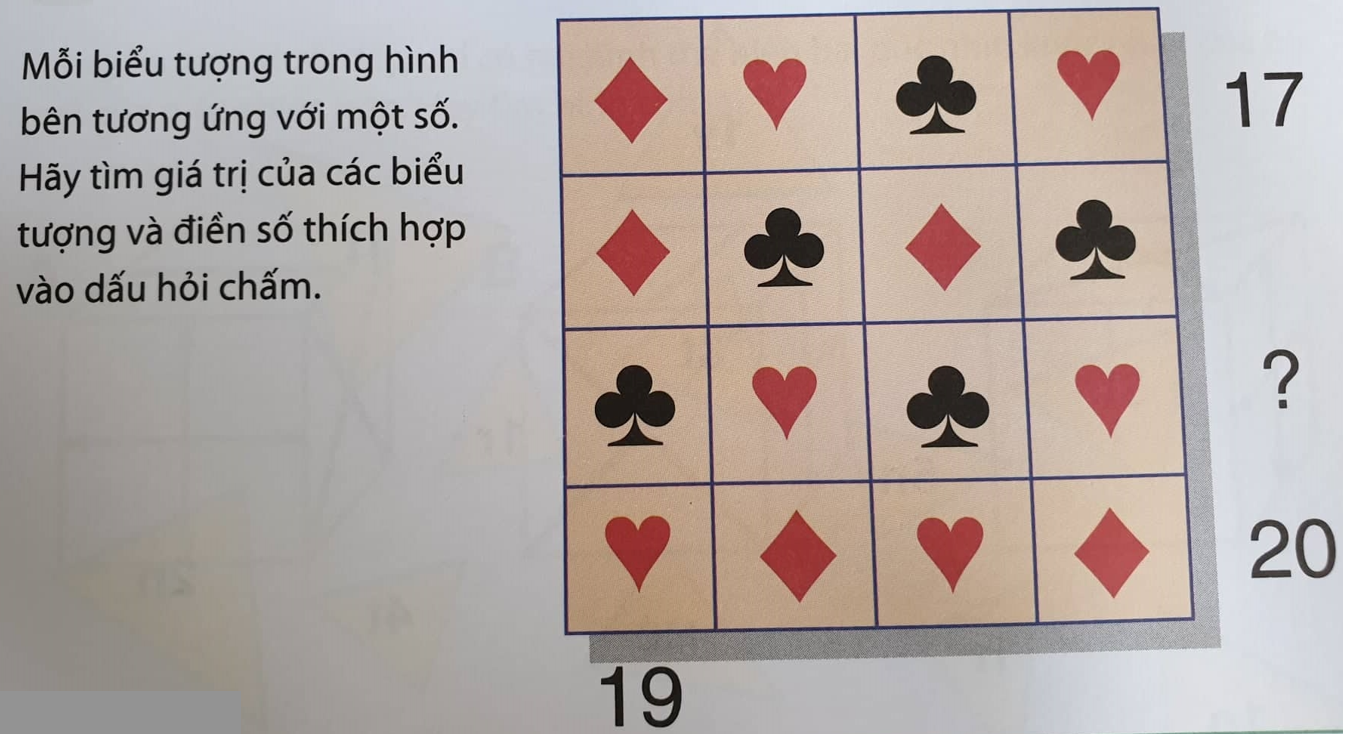 Mỗi biểu tượng trong hình
bên tương ứng với một số.
Hãy tìm giá trị của các biểu
tượng và điền số thích hợp
vào dấu hỏi chấm.
17
?
20
19